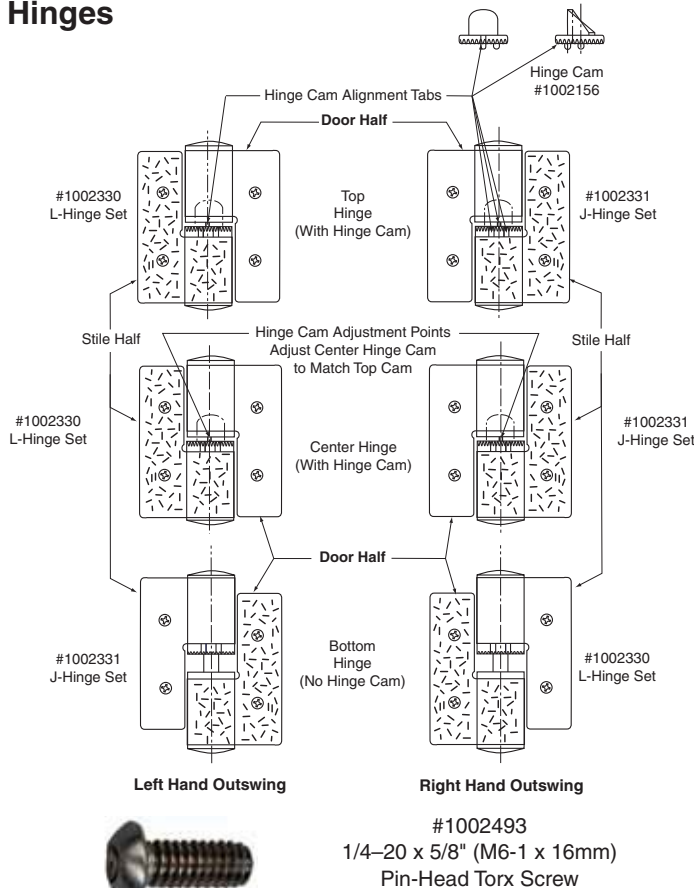 Hinges
Hinge Cam
#1002156
Hinge Cam Alignment Tabs
Door Half
#1002330
L-Hinge Set
Top
Hinge
(With Hinge Cam)
#1002331
J-Hinge Set
Stile Half
Hinge Cam Adjustment Points
Adjust Center Hinge Cam
to Match Top Cam
Stile Half
#1002330
L-Hinge Set
Center Hinge
(With Hinge Cam)
#1002331
J-Hinge Set
Door Half
#1002331
J-Hinge Set
Bottom
Hinge
(No Hinge Cam)
#1002330
L-Hinge Set
Left Hand Outswing
Right Hand Outswing
#1002493
1/4–20 x 5/8" (M6-1 x 16mm)
Pin-Head Torx Screw